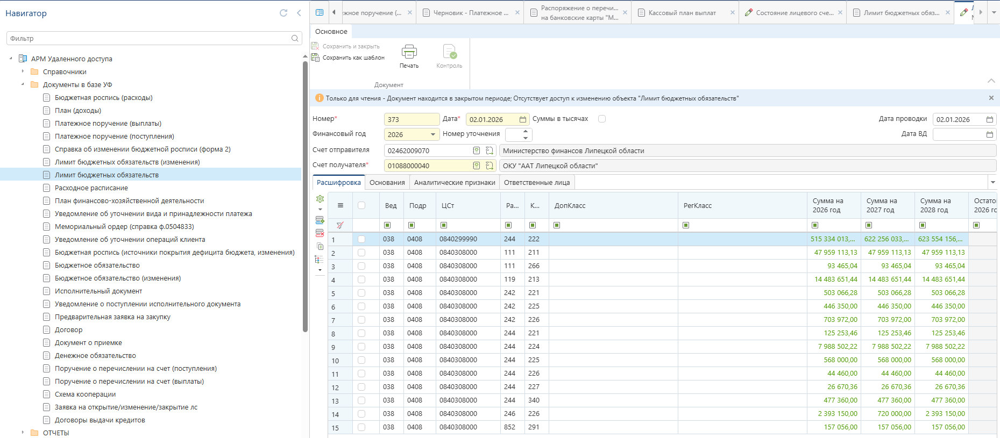 Навигатор
Фильтр
АРМ Удаленного доступа
Справочники
Документы в базе УФ
Бюджетная роспись (расходы)
План (доходы)
Платежное поручение (выплаты)
Платежное поручение (поступления)
Справка об изменении бюджетной росписи (форма 2)
Лимит бюджетных обязательств (изменения)
Лимит бюджетных обязательств
Расходное расписание
План финансово-хозяйственной деятельности
Уведомление об уточнении вида и принадлежности платежа
Мемориальный ордер (справка ф.0504833)
Уведомление об уточнении операций клиента
Бюджетная роспись (источники покрытия дефицита бюджета, изменения)
Бюджетное обязательство
Бюджетное обязательство (изменения)
Исполнительный документ
Уведомление о поступлении исполнительного документа
Предварительная заявка на закупку
Договор
Документ о приемке
Денежное обязательство
Поручение о перечислении на счет (поступления)
Поручение о перечислении на счет (выплаты)
Схема кооперации
Заявка на открытие/изменение/закрытие лс
Договоры выдачи кредитов
ОТЧЕТЫ
ежное поручение (...
Черновик - Платежное ...
Распоряжение о перечи...
на банковские карты "М...
Кассовый план выплат
Состояние лицевого сче...
Лимит бюджетных обяз...
Основное
Сохранить и закрыть
Сохранить как шаблон
Печать
Контроль
Документ
Только для чтения - Документ находится в закрытом периоде; Отсутствует доступ к изменению объекта "Лимит бюджетных обязательств"
Номер* 373 Дата* 02.01.2026 Суммы в тысячах Дата проводки 02.01.2026
Финансовый год 2026 Номер уточнения Дата ВД
Счет отправителя 02462009070 Министерство финансов Липецкой области
Счет получателя* 01088000040 ОКУ "ААТ Липецкой области"
Расшифровка Основания Аналитические признаки Ответственные лица
Вед Подр ЦСт Ра... К... ДопКласс РегКласс Сумма на 2026 год Сумма на 2027 год Сумма на 2028 год Остато 2026 го
1 038 0408 0840299990 244 222 515 334 013,... 622 256 033,... 623 554 156,...
2 038 0408 0840308000 111 211 47 959 113,13 47 959 113,13 47 959 113,13
3 038 0408 0840308000 111 266 93 465,04 93 465,04 93 465,04
4 038 0408 0840308000 119 213 14 483 651,44 14 483 651,44 14 483 651,44
5 038 0408 0840308000 242 221 503 066,28 503 066,28 503 066,28
6 038 0408 0840308000 242 225 446 350,00 446 350,00 446 350,00
7 038 0408 0840308000 242 226 703 972,00 703 972,00 703 972,00
8 038 0408 0840308000 244 221 125 253,46 125 253,46 125 253,46
9 038 0408 0840308000 244 224 7 988 502,22 7 988 502,22 7 988 502,22
10 038 0408 0840308000 244 225 568 000,00 568 000,00 568 000,00
11 038 0408 0840308000 244 226 44 460,00 44 460,00 44 460,00
12 038 0408 0840308000 244 227 26 670,36 26 670,36 26 670,36
13 038 0408 0840308000 244 340 477 360,00 477 360,00 477 360,00
14 038 0408 0840308000 246 226 2 393 150,00 720 000,00 2 393 150,00
15 038 0408 0840308000 852 291 157 056,00 157 056,00 157 056,00